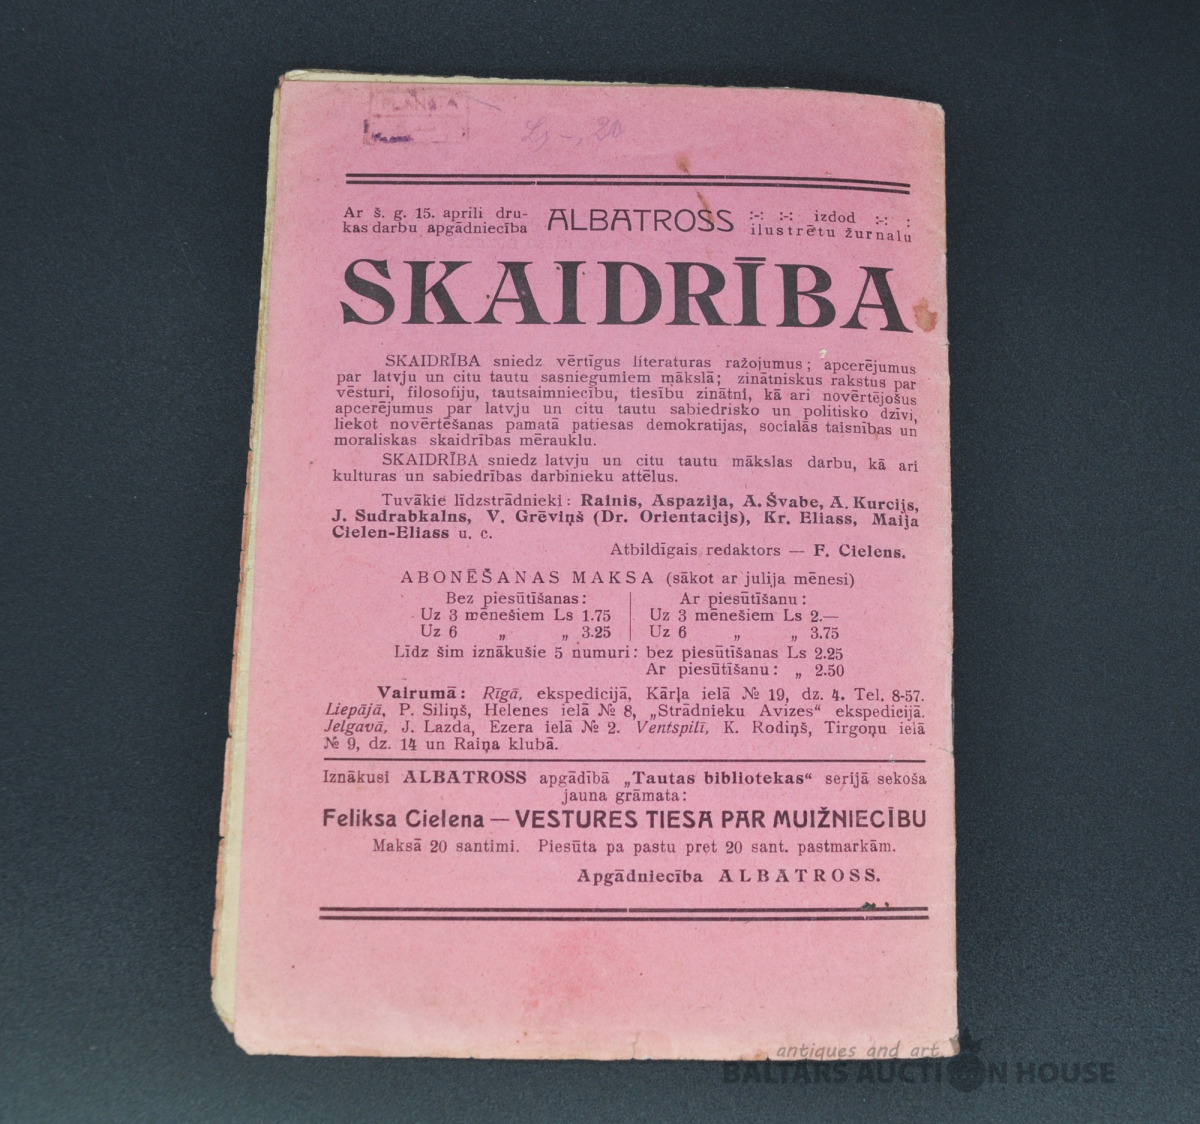 PLANETA
Ls –, 20
Ar š. g. 15. aprili dru-
kas darbu apgādniecība
ALBATROSS
:-: :-: izdod :-: :
ilustrētu žurnalu
SKAIDRĪBA
SKAIDRĪBA sniedz vērtīgus literaturas ražojumus; apcerējumus
par latvju un citu tautu sasniegumiem mākslā; zinātniskus rakstus par
vēsturi, filosofiju, tautsaimniecību, tiesību zinātni, kā ari novērtējošus
apcerējumus par latvju un citu tautu sabiedrisko un politisko dzīvi,
liekot novērtēšanas pamatā patiesas demokratijas, socialās taisnības un
moraliskas skaidrības mērauklu.
SKAIDRĪBA sniedz latvju un citu tautu mākslas darbu, kā ari
kulturas un sabiedrības darbinieku attēlus.
Tuvākie līdzstrādnieki: Rainis, Aspazija, A. Švabe, A. Kurcijs,
J. Sudrabkalns, V. Grēviņš (Dr. Orientacijs), Kr. Eliass, Maija
Cielen-Eliass u. c.
Atbildīgais redaktors — F. Cielens.
ABONĒŠANAS MAKSA (sākot ar julija mēnesi)
Bez piesūtīšanas: Ar piesūtīšanu:
Uz 3 mēnešiem Ls 1.75 Uz 3 mēnešiem Ls 2.—
Uz 6 „ „ 3.25 Uz 6 „ „ 3.75
Līdz šim iznākušie 5 numuri: bez piesūtīšanas Ls 2.25
Ar piesūtīšanu: „ 2.50
Vairumā: Rīgā, ekspedicijā, Kārļa ielā № 19, dz. 4. Tel. 8-57.
Liepājā, P. Siliņš, Helenes ielā № 8, „Strādnieku Avizes“ ekspedicijā.
Jelgavā, J. Lazda, Ezera ielā № 2. Ventspilī, K. Rodiņš, Tirgoņu ielā
№ 9, dz. 14 un Raiņa klubā.
Iznākusi ALBATROSS apgādībā „Tautas bibliotekas“ serijā sekoša
jauna grāmata:
Feliksa Cielena — VESTURES TIESA PAR MUIŽNIECĪBU
Maksā 20 santimi. Piesūta pa pastu pret 20 sant. pastmarkām.
Apgādniecība ALBATROSS.
antiques and art
BALTARS AUCTION HOUSE